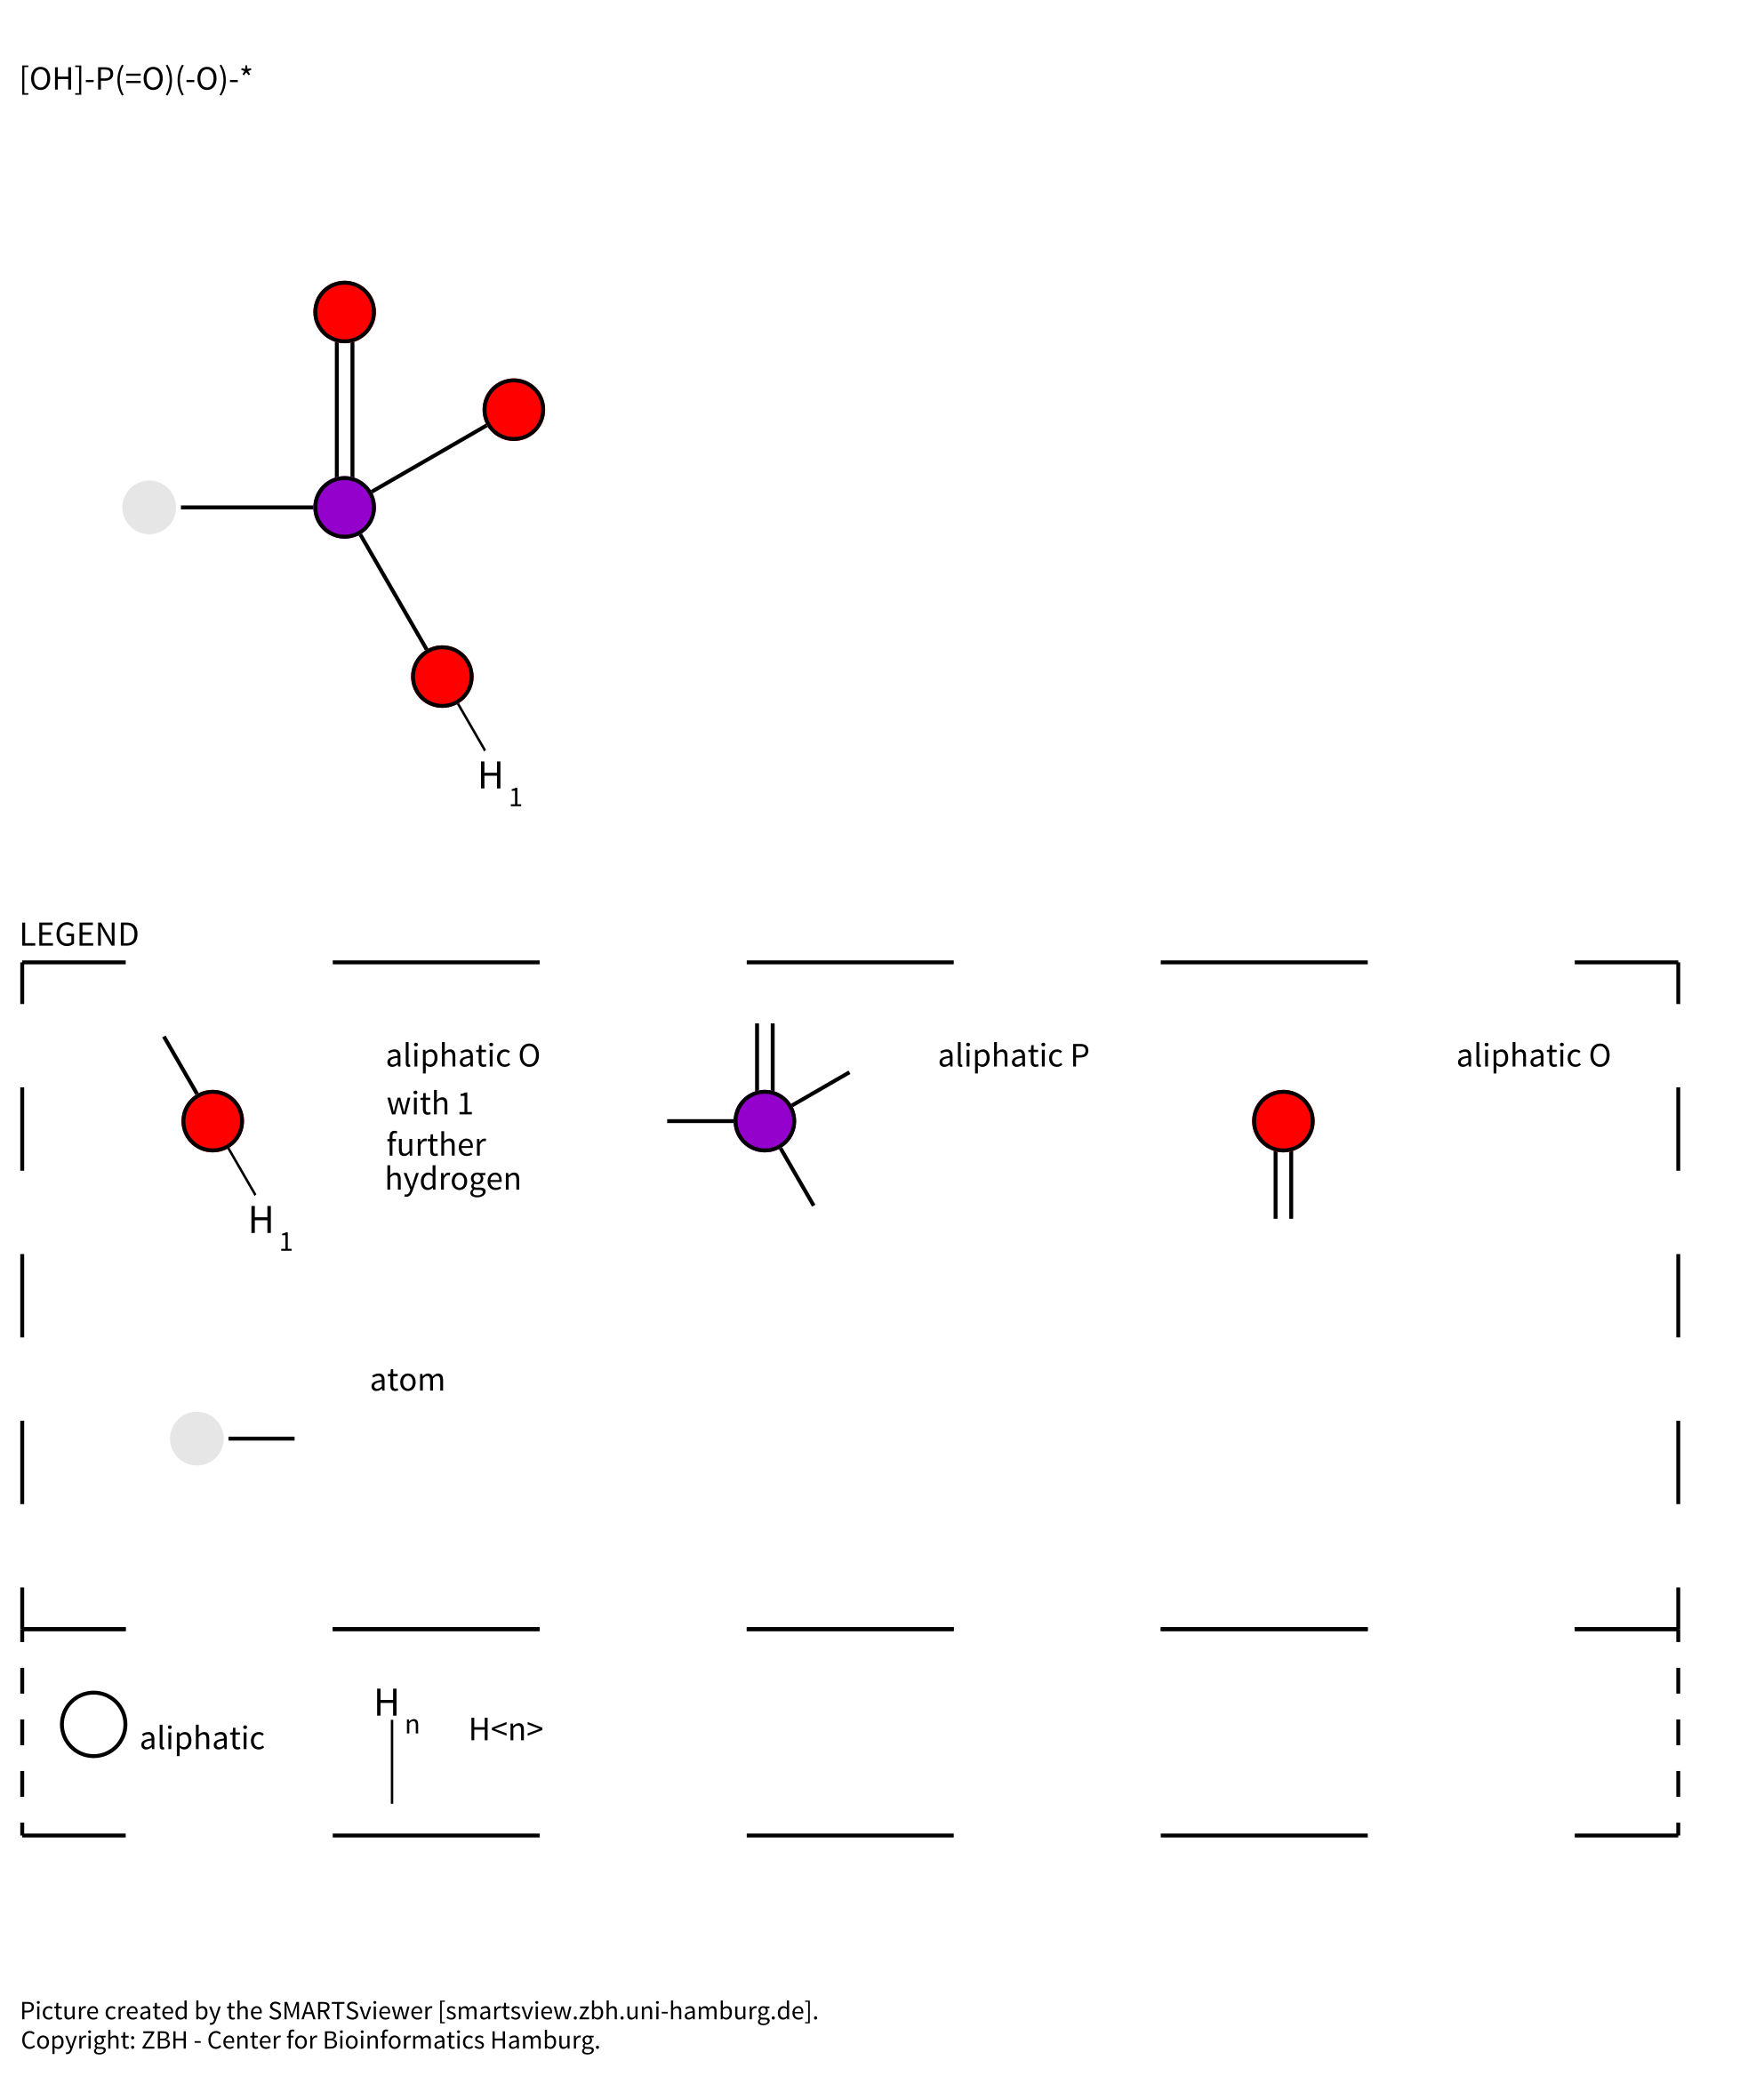 [OH]-P(=O)(-O)-*
H
1
LEGEND
aliphatic O
with 1
further
hydrogen
H
1
aliphatic P
aliphatic O
atom
aliphatic
H
n
H<n>
Picture created by the SMARTSviewer [smartsview.zbh.uni-hamburg.de].
Copyright: ZBH - Center for Bioinformatics Hamburg.